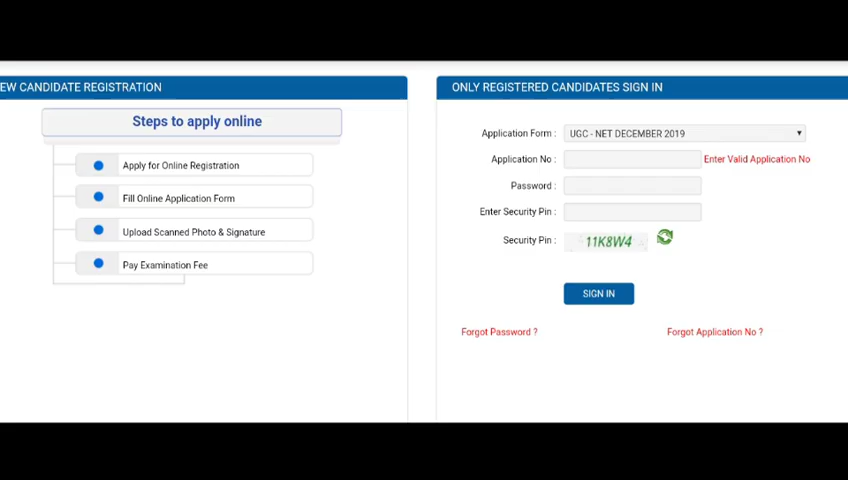 EW CANDIDATE REGISTRATION
Steps to apply online
Apply for Online Registration
Fill Online Application Form
Upload Scanned Photo & Signature
Pay Examination Fee
ONLY REGISTERED CANDIDATES SIGN IN
Application Form : UGC - NET DECEMBER 2019
Application No : Enter Valid Application No
Password :
Enter Security Pin :
Security Pin : 11K8W4
SIGN IN
Forgot Password ? Forgot Application No ?